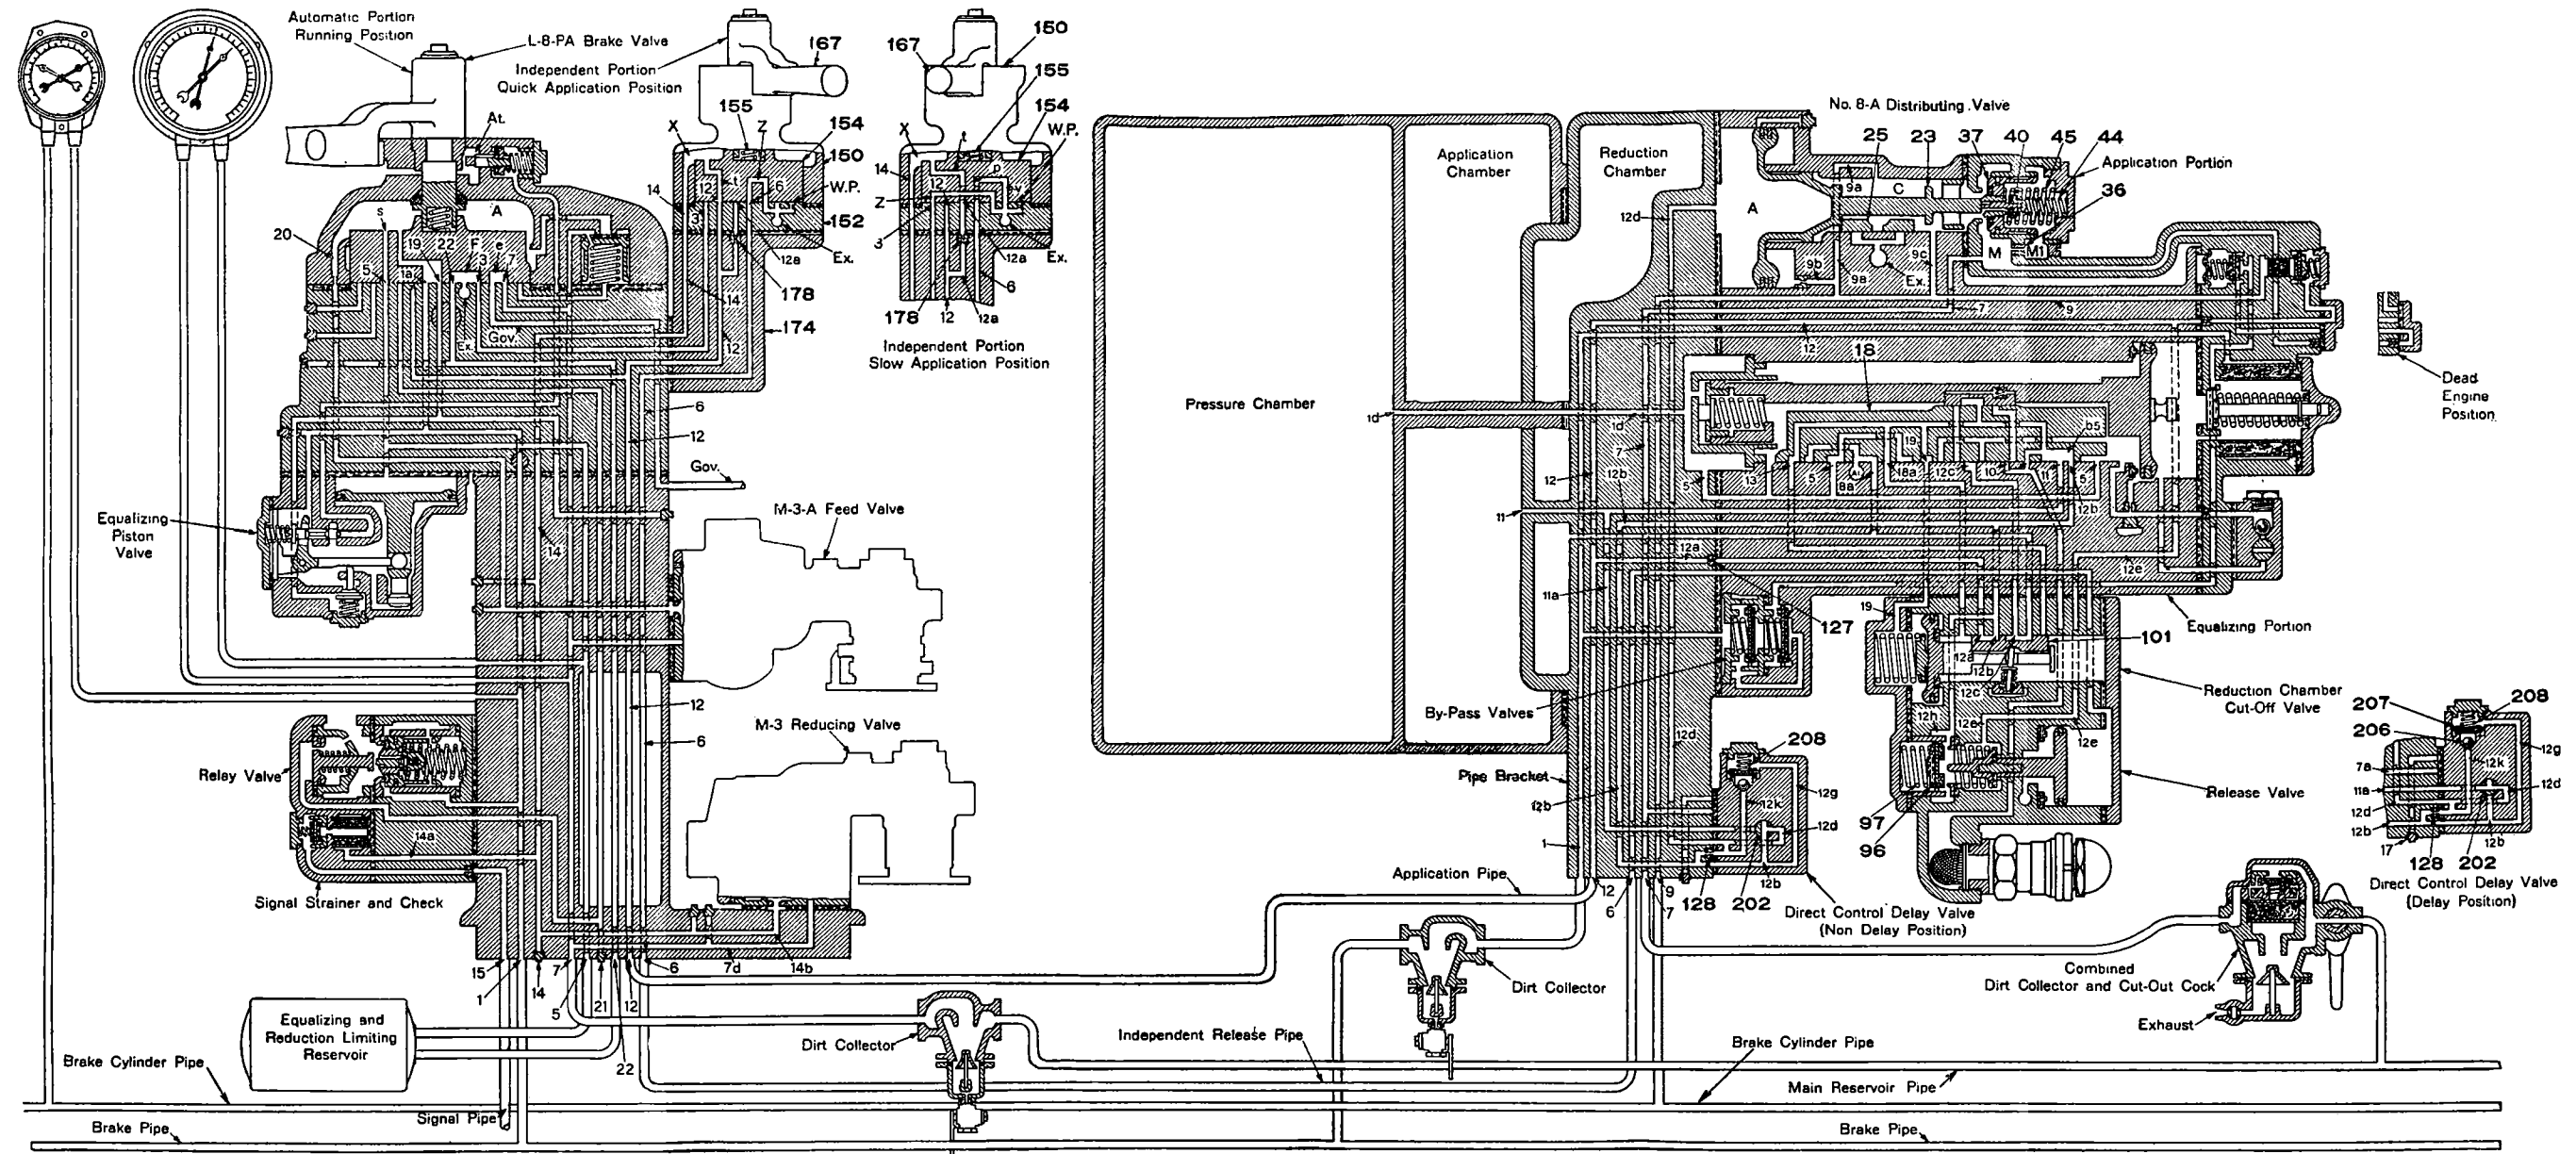 Automatic Portion
Running Position
L-8-PA Brake Valve
Independent Portion
Quick Application Position
167
167
150
155
154
W.P.
At.
155
X
Z
154
150
W.P.
152
Ex.
X
t
p
14
12
Z
3
12a
Ex.
6
178
12
12a
14
12
t
6
3
12a
178
14
12
174
Independent Portion
Slow Application Position
A
s
20
19
22
F
e
5
1a
3
7
Ex.
Gov.
6
12
Gov.
Equalizing
Piston
Valve
14
M-3-A Feed Valve
12
6
M-3 Reducing Valve
Relay Valve
14a
Signal Strainer and Check
15
1
14
7
5
21
22
12
6
7d
14b
Equalizing and
Reduction Limiting
Reservoir
Brake Cylinder Pipe
Signal Pipe
Brake Pipe
Dirt Collector
Independent Release Pipe
Application Pipe
Dirt Collector
Brake Cylinder Pipe
Main Reservoir Pipe
Brake Pipe
Combined
Dirt Collector and Cut-Out Cock
Exhaust
Pressure Chamber
Application
Chamber
Reduction
Chamber
No. 8-A Distributing Valve
25
23
37
40
45
44
Application Portion
36
9a
C
A
12d
M
M1
9b
9a
Ex.
9c
7
9
12
18
1d
1d
7
12
12b
5
13
5
8a
18a
19
12c
10
11
5
b5
12b
11
12a
12e
11a
127
19
101
Equalizing Portion
12a
12b
12c
12h
12e
12e
Reduction Chamber
Cut-Off Valve
Release Valve
97
96
By-Pass Valves
12d
Pipe Bracket
12b
208
12k
12g
12d
12b
1
12
6
7
9
128
202
Direct Control Delay Valve
(Non Delay Position)
Dead
Engine
Position
207
208
206
12g
7a
12k
11a
12d
12d
12b
12b
17
128
202
Direct Control Delay Valve
(Delay Position)